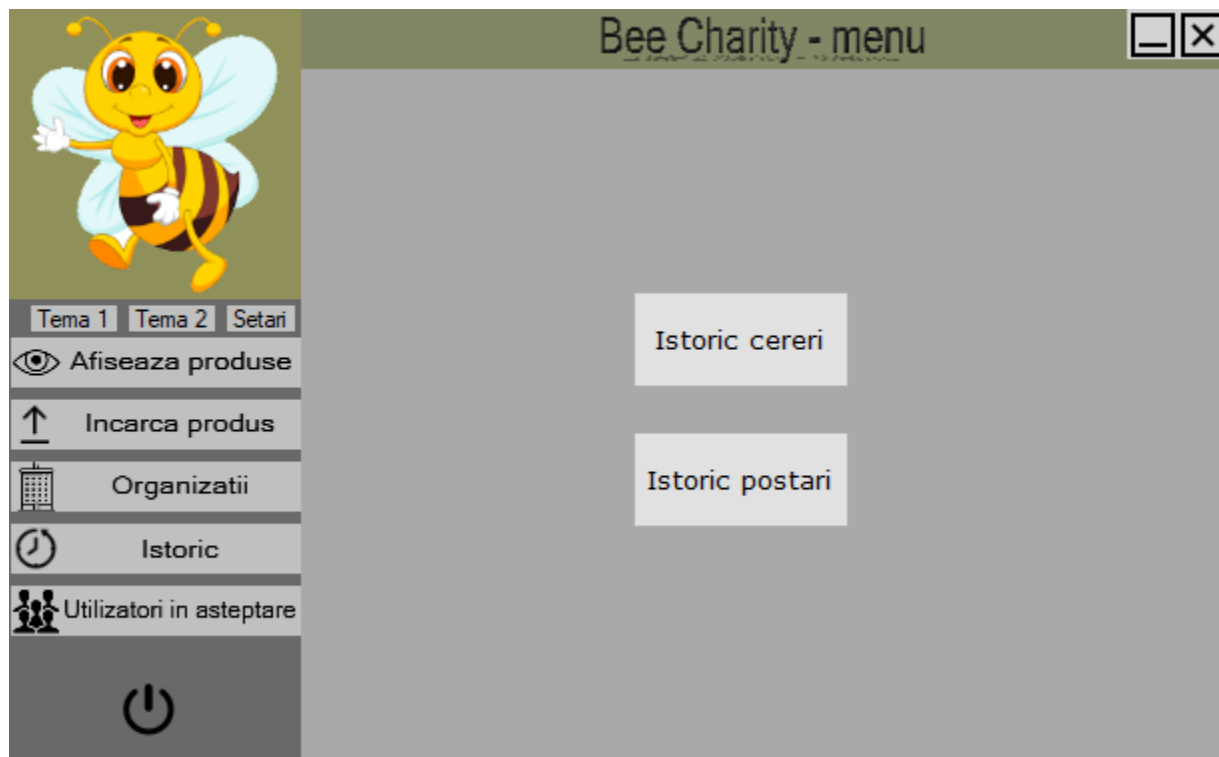 Bee Charity - menu
Tema 1 Tema 2 Setari
Afiseaza produse
Incarca produs
Organizatii
Istoric
Utilizatori in asteptare
Istoric cereri
Istoric postari